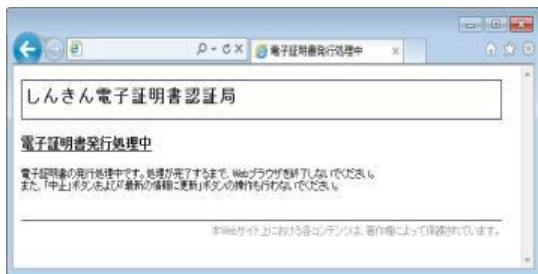 電子証明書発行処理中
しんきん電子証明書認証局
電子証明書発行処理中
電子証明書の発行処理中です。処理が完了するまで、Webブラウザを終了しないでください。
また、「中止」ボタンおよび「最新の情報に更新」ボタンの操作も行わないでください。
本Webサイト上における各コンテンツは、著作権によって保護されています。